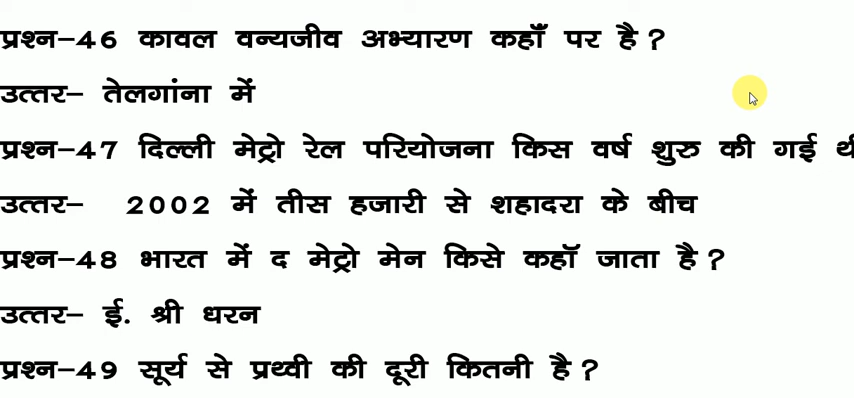 प्रश्न–46 कावल वन्यजीव अभ्यारण कहाँ पर है ?
उत्तर– तेलगांना में
प्रश्न–47 दिल्ली मेट्रो रेल परियोजना किस वर्ष शुरु की गई
उत्तर– 2002 में तीस हजारी से शहादरा के बीच
प्रश्न–48 भारत में द मेट्रो मेन किसे कहॉ जाता है ?
उत्तर– ई. श्री धरन
प्रश्न–49 सूर्य से प्रथ्वी की दूरी कितनी है ?